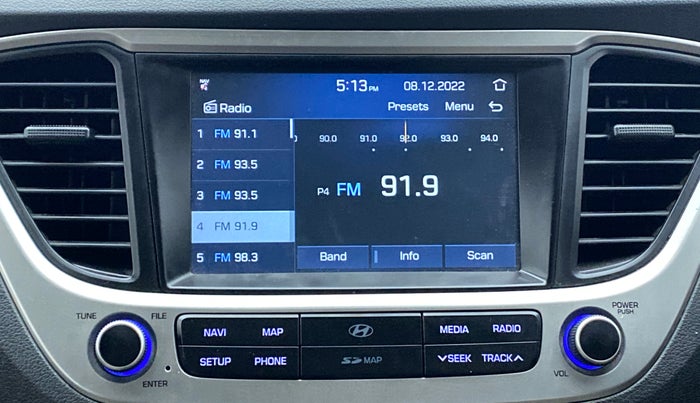 NAV
5:13 PM 08.12.2022
Radio Presets Menu
1 FM 91.1
2 FM 93.5
3 FM 93.5
4 FM 91.9
5 FM 98.3
90.0 91.0 92.0 93.0 94.0
P4 FM 91.9
Band Info Scan
TUNE FILE
ENTER
NAVI MAP
SETUP PHONE
SD MAP
MEDIA RADIO
SEEK TRACK
POWER
PUSH
VOL